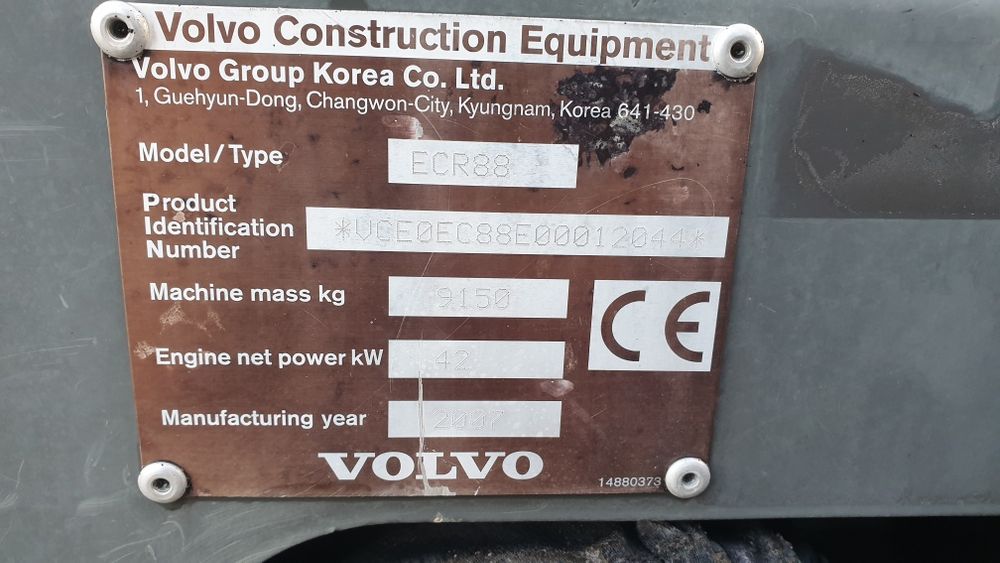 Volvo Construction Equipment
Volvo Group Korea Co. Ltd.
1, Guehyun-Dong, Changwon-City, Kyungnam, Korea 641-430
Model/Type ECR88
Product
Identification *VCE0EC88E00012044*
Number
Machine mass kg 9150
CE
Engine net power kW 42
Manufacturing year 2007
VOLVO
14880373